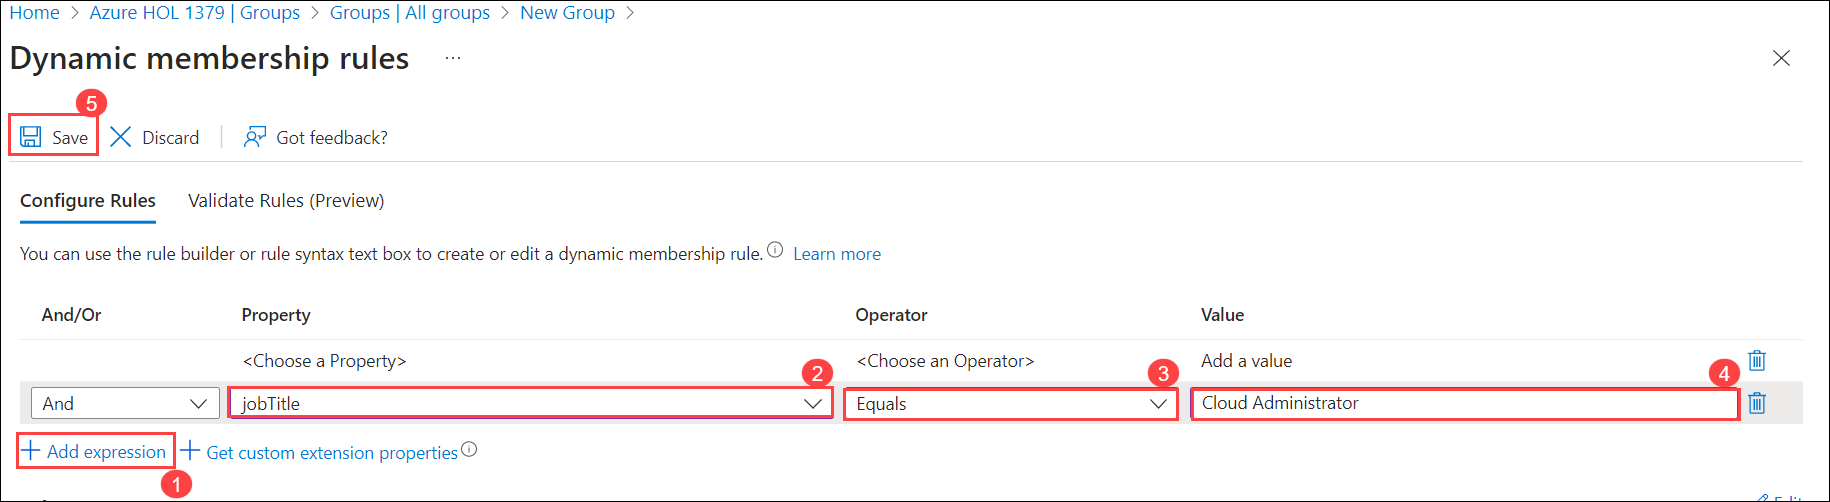 Home > Azure HOL 1379 | Groups > Groups | All groups > New Group >
Dynamic membership rules ...
5
Save Discard Got feedback?
Configure Rules Validate Rules (Preview)
You can use the rule builder or rule syntax text box to create or edit a dynamic membership rule. Learn more
And/Or Property Operator Value
<Choose a Property> <Choose an Operator> Add a value
2 3 4
And jobTitle Equals Cloud Administrator
+ Add expression + Get custom extension properties
1